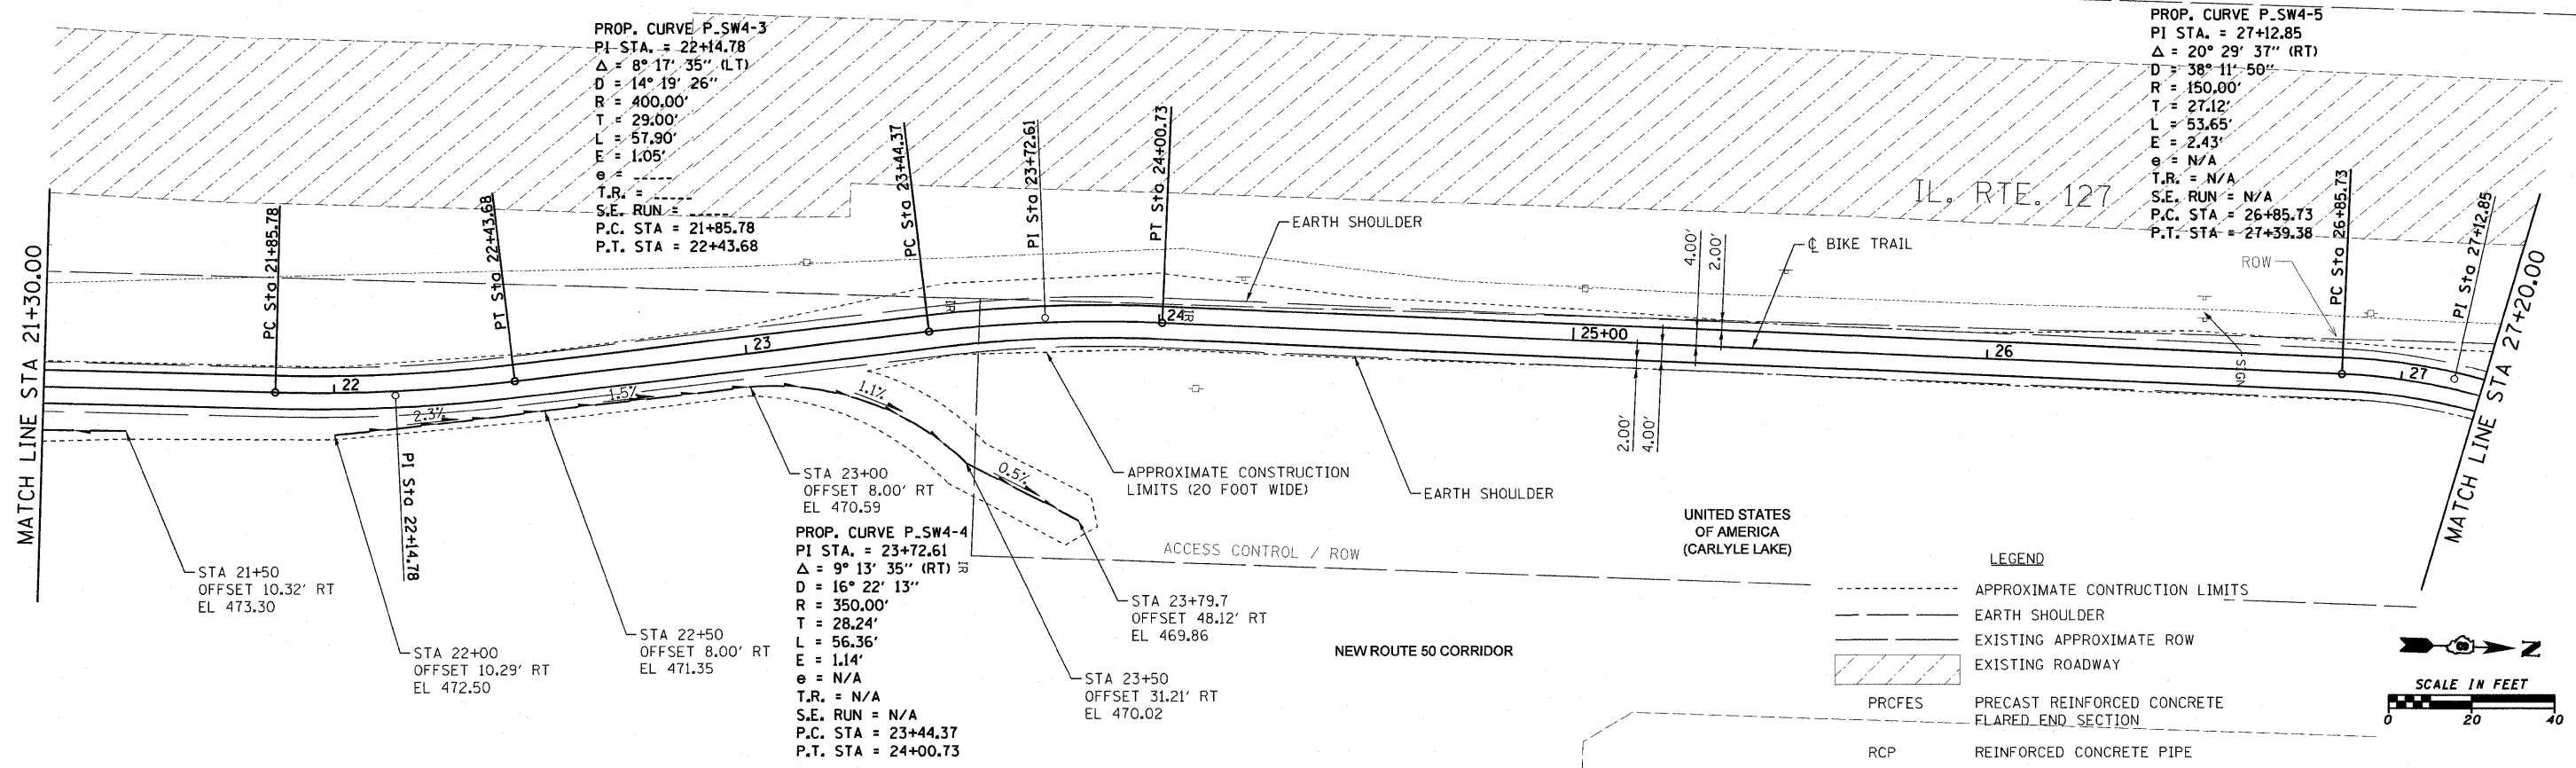 PROP. CURVE P_SW4-3
PI STA. = 22+14.78
Δ = 8° 17' 35" (LT)
D = 14° 19' 26"
R = 400.00'
T = 29.00'
L = 57.90'
E = 1.05'
e = -----
T.R. = -----
S.E. RUN = -----
P.C. STA = 21+85.78
P.T. STA = 22+43.68
PROP. CURVE P_SW4-5
PI STA. = 27+12.85
Δ = 20° 29' 37" (RT)
D = 38° 11' 50"
R = 150.00'
T = 27.12'
L = 53.65'
E = 2.43'
e = N/A
T.R. = N/A
S.E. RUN = N/A
P.C. STA = 26+85.73
P.T. STA = 27+39.38
IL. RTE. 127
MATCH LINE STA 21+30.00
PC Sta 21+85.78
PT Sta 22+43.68
PC Sta 23+44.37
PI Sta 23+72.61
PT Sta 24+00.73
EARTH SHOULDER
4.00'
2.00'
℄ BIKE TRAIL
ROW
PC Sta 26+85.73
PI Sta 27+12.85
MATCH LINE STA 27+20.00
22
23
24
25+00
26
27
IR
IR
SIGN
2.3%
1.5%
1.1%
0.5%
PI Sta 22+14.78
2.00'
4.00'
STA 21+50
OFFSET 10.32' RT
EL 473.30
STA 22+00
OFFSET 10.29' RT
EL 472.50
STA 22+50
OFFSET 8.00' RT
EL 471.35
STA 23+00
OFFSET 8.00' RT
EL 470.59
PROP. CURVE P_SW4-4
PI STA. = 23+72.61
Δ = 9° 13' 35" (RT)
D = 16° 22' 13"
R = 350.00'
T = 28.24'
L = 56.36'
E = 1.14'
e = N/A
T.R. = N/A
S.E. RUN = N/A
P.C. STA = 23+44.37
P.T. STA = 24+00.73
IR
APPROXIMATE CONSTRUCTION
LIMITS (20 FOOT WIDE)
EARTH SHOULDER
ACCESS CONTROL / ROW
STA 23+79.7
OFFSET 48.12' RT
EL 469.86
STA 23+50
OFFSET 31.21' RT
EL 470.02
NEW ROUTE 50 CORRIDOR
UNITED STATES
OF AMERICA
(CARLYLE LAKE)
LEGEND
APPROXIMATE CONTRUCTION LIMITS
EARTH SHOULDER
EXISTING APPROXIMATE ROW
EXISTING ROADWAY
PRCFES PRECAST REINFORCED CONCRETE
FLARED END SECTION
RCP REINFORCED CONCRETE PIPE
N
SCALE IN FEET
0 20 40